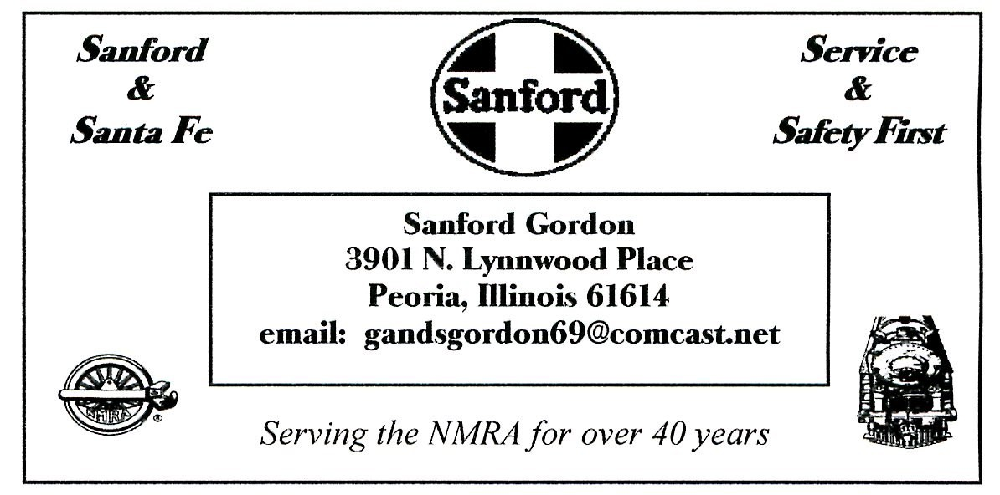 Sanford
&
Santa Fe
Sanford
Service
&
Safety First
Sanford Gordon
3901 N. Lynnwood Place
Peoria, Illinois 61614
email: gandsgordon69@comcast.net
NMRA
®
Serving the NMRA for over 40 years